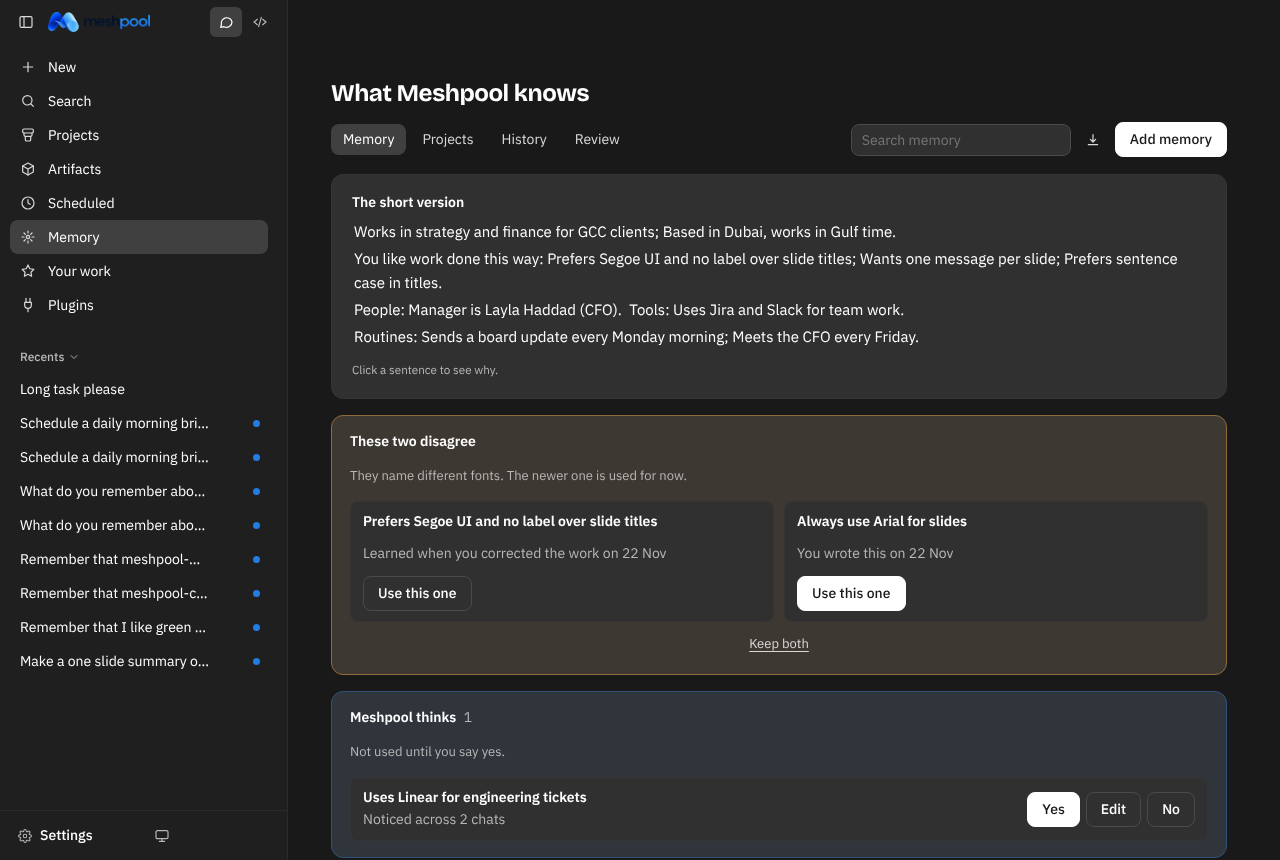 meshpool
New
Search
Projects
Artifacts
Scheduled
Memory
Your work
Plugins
Recents
Long task please
Schedule a daily morning bri...
Schedule a daily morning bri...
What do you remember abo...
What do you remember abo...
Remember that meshpool-...
Remember that meshpool-c...
Remember that I like green ...
Make a one slide summary o...
Settings
What Meshpool knows
Memory Projects History Review Search memory Add memory
The short version
Works in strategy and finance for GCC clients; Based in Dubai, works in Gulf time.
You like work done this way: Prefers Segoe UI and no label over slide titles; Wants one message per slide; Prefers sentence
case in titles.
People: Manager is Layla Haddad (CFO).  Tools: Uses Jira and Slack for team work.
Routines: Sends a board update every Monday morning; Meets the CFO every Friday.
Click a sentence to see why.
These two disagree
They name different fonts. The newer one is used for now.
Prefers Segoe UI and no label over slide titles
Learned when you corrected the work on 22 Nov
Use this one
Always use Arial for slides
You wrote this on 22 Nov
Use this one
Keep both
Meshpool thinks 1
Not used until you say yes.
Uses Linear for engineering tickets
Noticed across 2 chats
Yes Edit No